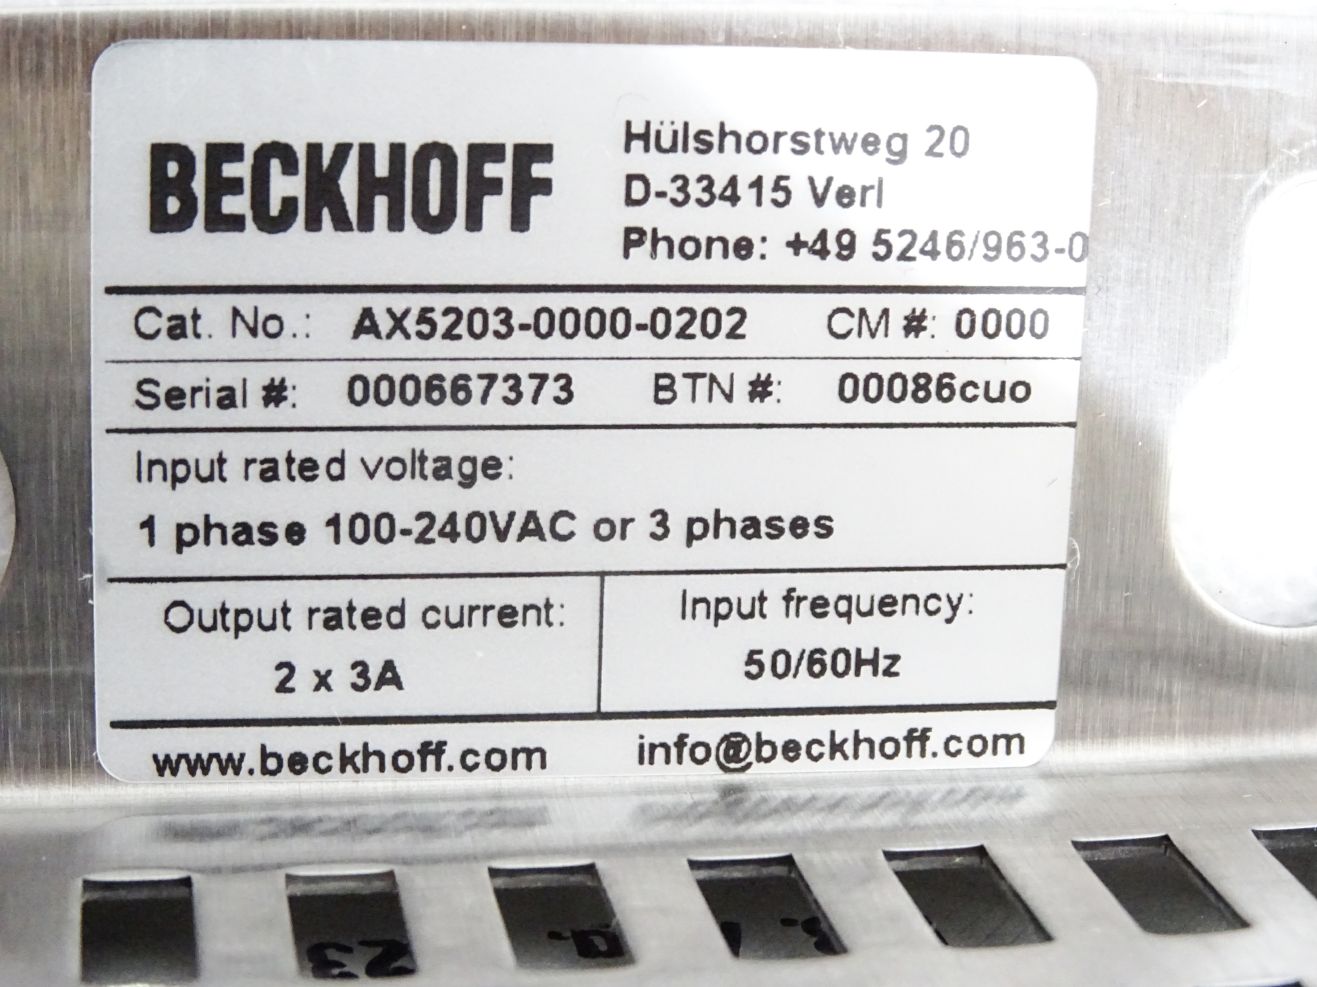 BECKHOFF
Hülshorstweg 20
D-33415 Verl
Phone: +49 5246/963-0
Cat. No.: AX5203-0000-0202 CM #: 0000
Serial #: 000667373 BTN #: 00086cuo
Input rated voltage:
1 phase 100-240VAC or 3 phases
Output rated current:
2 x 3A
Input frequency:
50/60Hz
www.beckhoff.com info@beckhoff.com